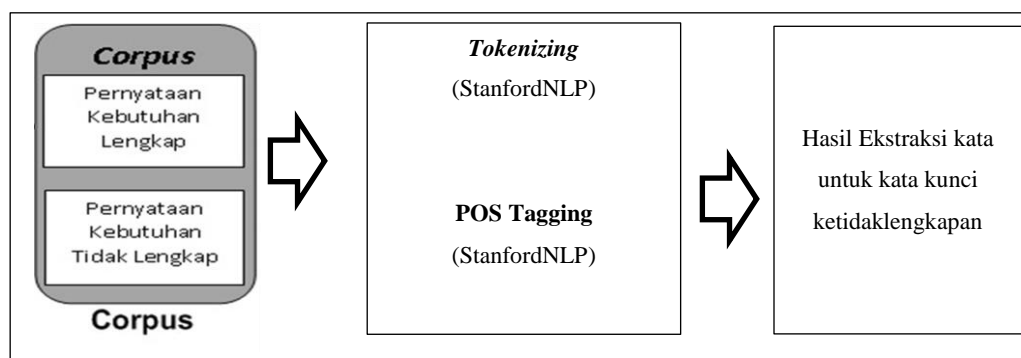 Corpus
Pernyataan
Kebutuhan
Lengkap
Pernyataan
Kebutuhan
Tidak Lengkap
Corpus
Tokenizing
(StanfordNLP)
POS Tagging
(StanfordNLP)
Hasil Ekstraksi kata
untuk kata kunci
ketidaklengkapan